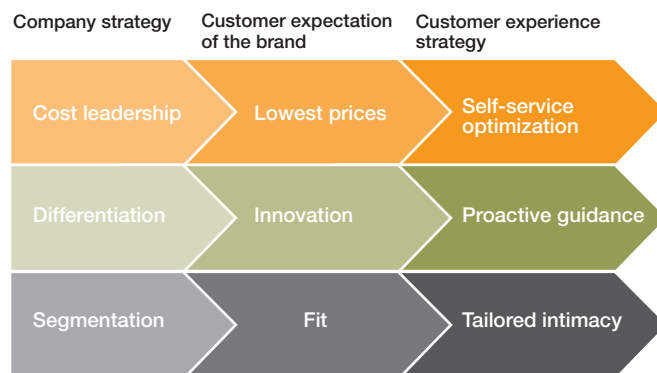 Company strategy
Customer expectation
of the brand
Customer experience
strategy
Cost leadership
Lowest prices
Self-service
optimization
Differentiation
Innovation
Proactive guidance
Segmentation
Fit
Tailored intimacy